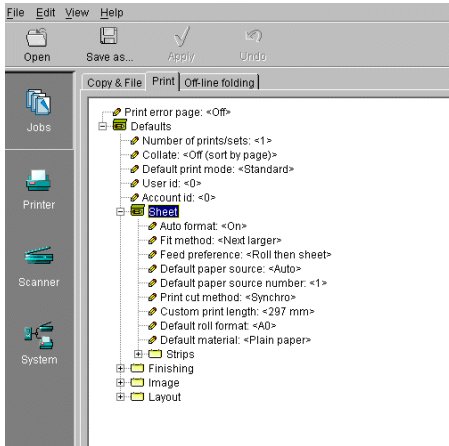 File Edit View Help
Open Save as... Apply Undo
Copy & File Print Off-line folding
Jobs
Printer
Scanner
System
Print error page: <Off>
Defaults
Number of prints/sets: <1>
Collate: <Off (sort by page)>
Default print mode: <Standard>
User id: <0>
Account id: <0>
Sheet
Auto format: <On>
Fit method: <Next larger>
Feed preference: <Roll then sheet>
Default paper source: <Auto>
Default paper source number: <1>
Print cut method: <Synchro>
Custom print length: <297 mm>
Default roll format: <A0>
Default material: <Plain paper>
Strips
Finishing
Image
Layout